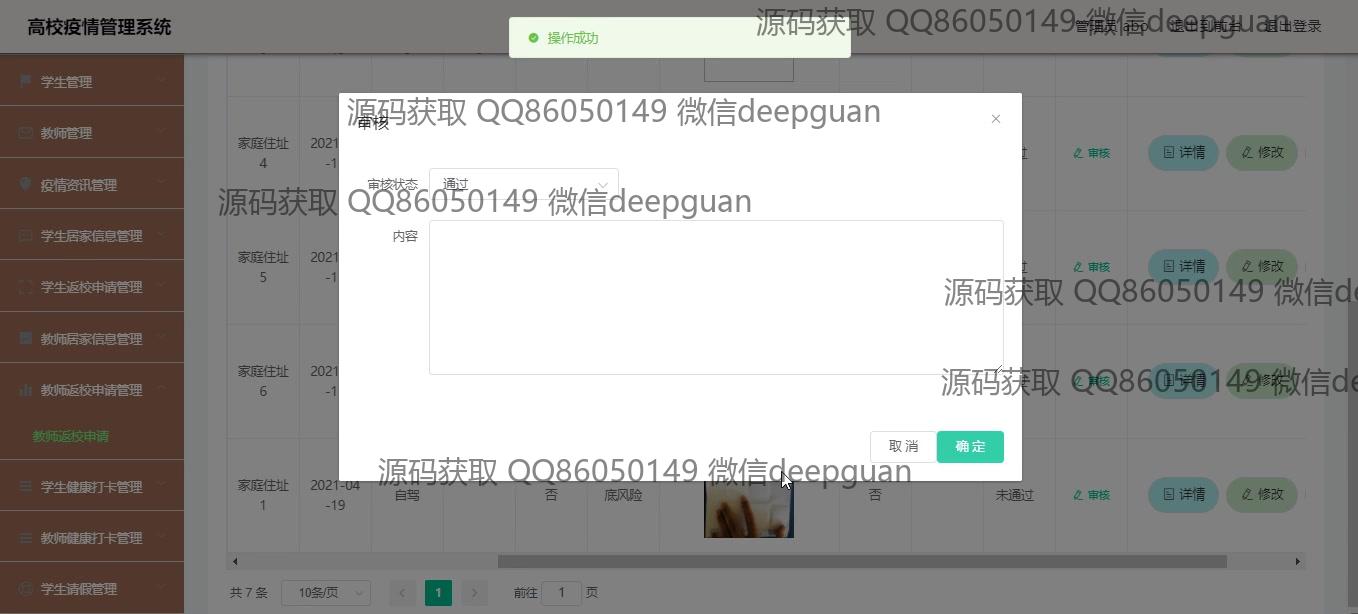 高校疫情管理系统
操作成功
源码获取 QQ86050149 微信deepguan
管理员 abo 退出到前台 退出登录
学生管理
教师管理
疫情资讯管理
学生居家信息管理
学生返校申请管理
教师居家信息管理
教师返校申请管理
教师返校申请
学生健康打卡管理
教师健康打卡管理
学生请假管理
源码获取 QQ86050149 微信deepguan
审核
审核状态 通过
源码获取 QQ86050149 微信deepguan
内容
取消 确定
源码获取 QQ86050149 微信deepguan
家庭住址4 2021 -1 过 审核 详情 修改
家庭住址5 2021 -1 过 审核 详情 修改
源码获取 QQ86050149 微信de
家庭住址6 2021 -1 审核 详情 修改
源码获取 QQ86050149 微信de
家庭住址1 2021-04-19 自驾 否 底风险 否 未通过 审核 详情 修改
共 7 条 10条/页 1 前往 1 页